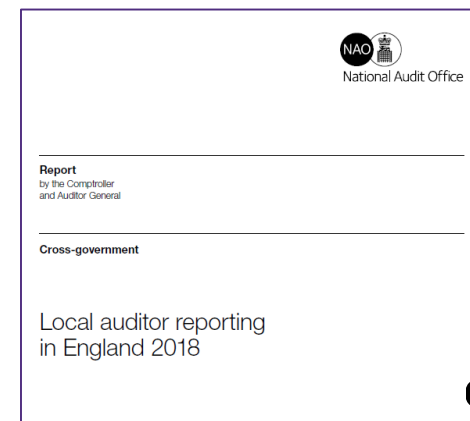 NAO
National Audit Office
Report
by the Comptroller
and Auditor General
Cross-government
Local auditor reporting
in England 2018